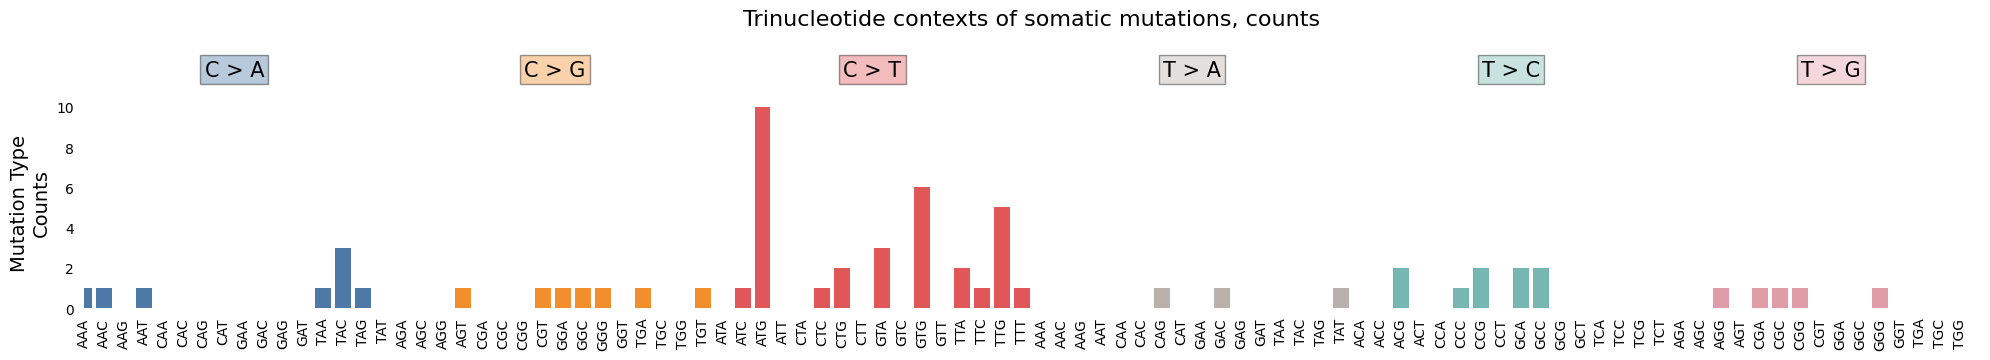 Trinucleotide contexts of somatic mutations, counts
C > A C > G C > T T > A T > C T > G
Mutation Type
Counts
10
8
6
4
2
0
AAA AAC AAG AAT CAA CAC CAG CAT GAA GAC GAG GAT TAA TAC TAG TAT AGA AGC AGG AGT CGA CGC CGG CGT GGA GGC GGG GGT TGA TGC TGG TGT ATA ATC ATG ATT CTA CTC CTG CTT GTA GTC GTG GTT TTA TTC TTG TTT AAA AAC AAG AAT CAA CAC CAG CAT GAA GAC GAG GAT TAA TAC TAG TAT ACA ACC ACG ACT CCA CCC CCG CCT GCA GCC GCG GCT TCA TCC TCG TCT AGA AGC AGG AGT CGA CGC CGG CGT GGA GGC GGG GGT TGA TGC TGG